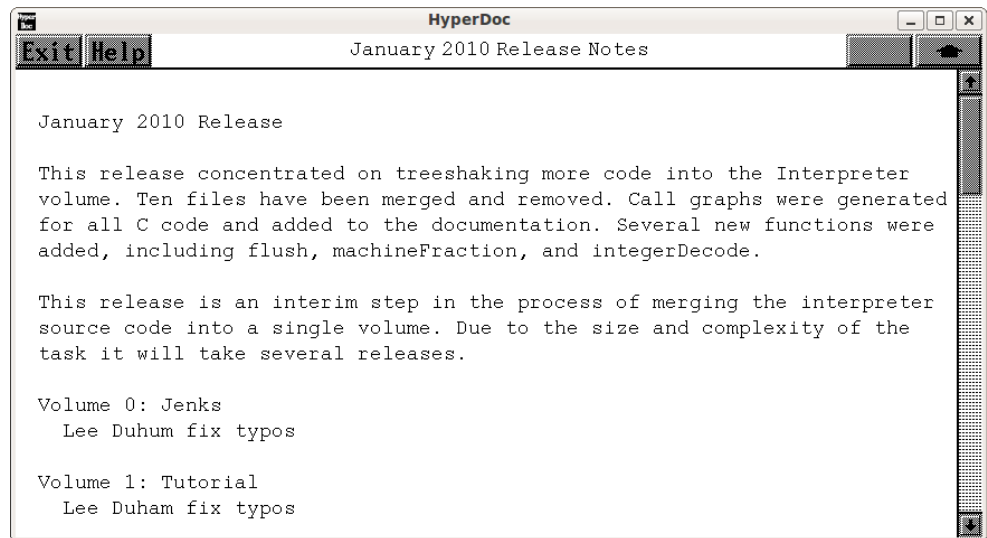 Hyper
Doc
HyperDoc
Exit Help
January 2010 Release Notes
January 2010 Release
This release concentrated on treeshaking more code into the Interpreter
volume. Ten files have been merged and removed. Call graphs were generated
for all C code and added to the documentation. Several new functions were
added, including flush, machineFraction, and integerDecode.
This release is an interim step in the process of merging the interpreter
source code into a single volume. Due to the size and complexity of the
task it will take several releases.
Volume 0: Jenks
Lee Duhum fix typos
Volume 1: Tutorial
Lee Duham fix typos